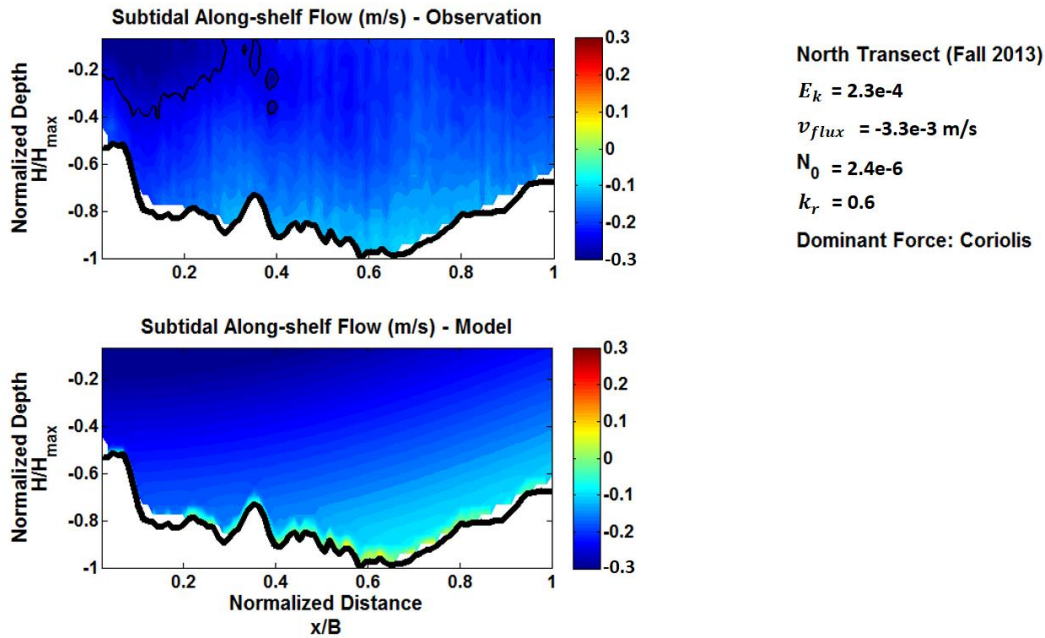 Subtidal Along-shelf Flow (m/s) - Observation
Normalized Depth
H/H_max
-0.2
-0.4
-0.6
-0.8
-1
0.2
0.4
0.6
0.8
1
0.3
0.2
0.1
0
-0.1
-0.2
-0.3
North Transect (Fall 2013)
E_k = 2.3e-4
v_flux = -3.3e-3 m/s
N_0 = 2.4e-6
k_r = 0.6
Dominant Force: Coriolis
Subtidal Along-shelf Flow (m/s) - Model
Normalized Depth
H/H_max
-0.2
-0.4
-0.6
-0.8
-1
0.2
0.4
0.6
0.8
1
0.3
0.2
0.1
0
-0.1
-0.2
-0.3
Normalized Distance
x/B